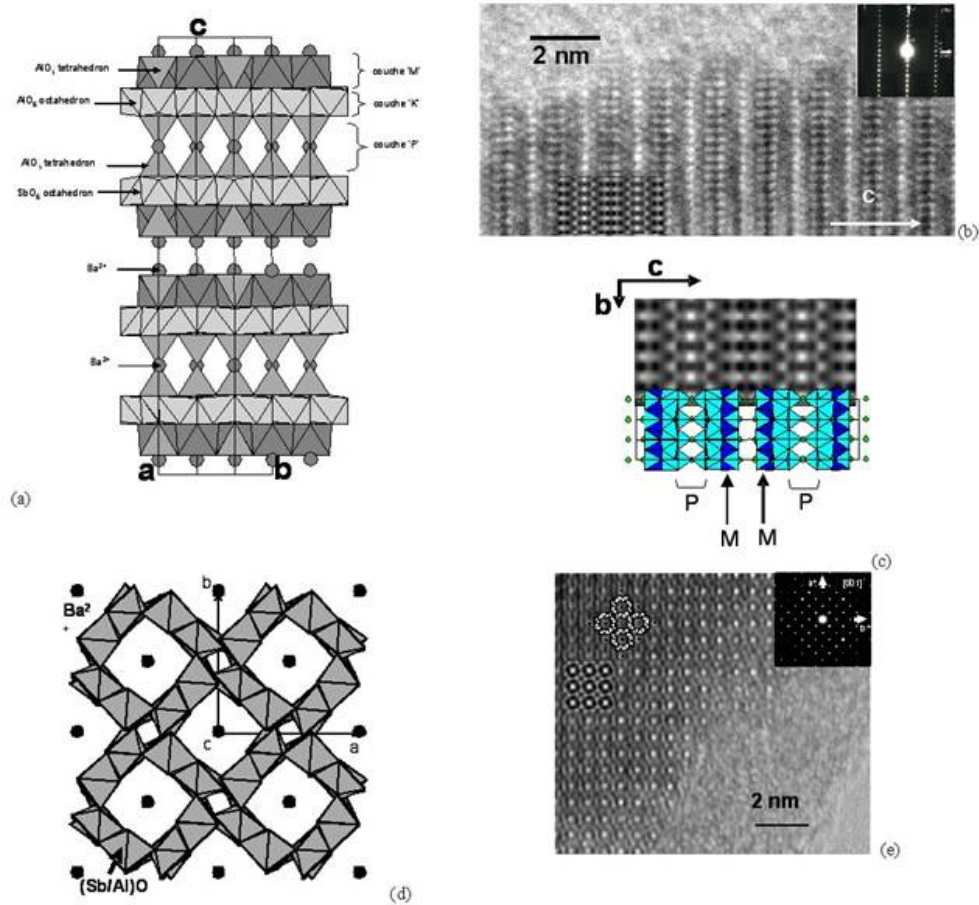 c
AlO₄ tetrahedron
couche "M"
AlO₆ octahedron
couche "K"
couche "P"
AlO₄ tetrahedron
SbO₆ octahedron
Ba²⁺
Ba²⁺
a
b
(a)
2 nm
c
(b)
c
b
P
P
M
M
(c)
b
Ba²
+
c
a
(Sb/Al)O
(d)
[001]
2 nm
(e)